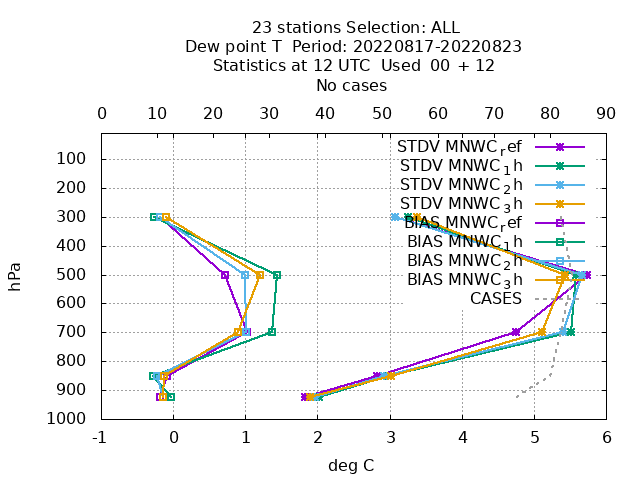 23 stations Selection: ALL
Dew point T  Period: 20220817-20220823
Statistics at 12 UTC  Used  00 + 12
No cases
0 10 20 30 40 50 60 70 80 90
STDV MNWCref
STDV MNWC1h
STDV MNWC2h
STDV MNWC3h
BIAS MNWCref
BIAS MNWC1h
BIAS MNWC2h
BIAS MNWC3h
CASES
hPa
100
200
300
400
500
600
700
800
900
1000
-1 0 1 2 3 4 5 6
deg C